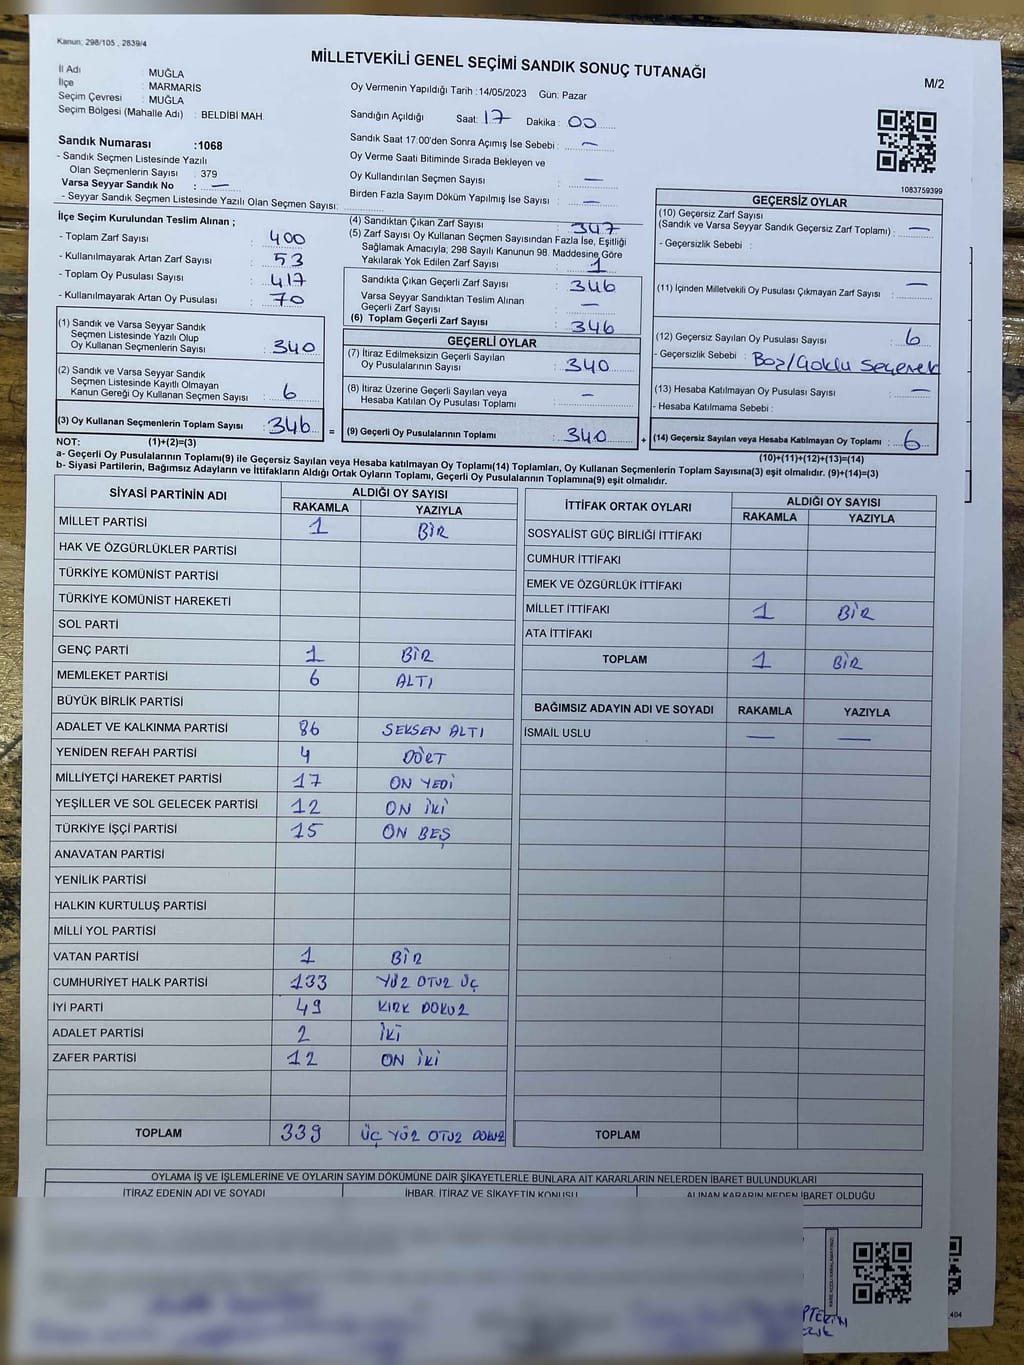 Kanun: 298/105 , 2839/4
MİLLETVEKİLİ GENEL SEÇİMİ SANDIK SONUÇ TUTANAĞI
M/2
İl Adı : MUĞLA
İlçe : MARMARİS
Seçim Çevresi : MUĞLA
Seçim Bölgesi (Mahalle Adı) : BELDİBİ MAH.
Oy Vermenin Yapıldığı Tarih :14/05/2023 Gün: Pazar
Sandığın Açıldığı Saat: 17 Dakika: 00
Sandık Saat 17:00'den Sonra Açımış İse Sebebi : —
Oy Verme Saati Bitiminde Sırada Bekleyen ve
Oy Kullandırılan Seçmen Sayısı : —
Birden Fazla Sayım Döküm Yapılmış İse Sayısı : —
Sandık Numarası :1068
- Sandık Seçmen Listesinde Yazılı
Olan Seçmenlerin Sayısı : 379
Varsa Seyyar Sandık No : —
- Seyyar Sandık Seçmen Listesinde Yazılı Olan Seçmen Sayısı:
1083759399
İlçe Seçim Kurulundan Teslim Alınan ;
- Toplam Zarf Sayısı : 400
- Kullanılmayarak Artan Zarf Sayısı : 53
- Toplam Oy Pusulası Sayısı : 417
- Kullanılmayarak Artan Oy Pusulası : 70
(4) Sandıktan Çıkan Zarf Sayısı : 347
(5) Zarf Sayısı Oy Kullanan Seçmen Sayısından Fazla İse, Eşitliği
Sağlamak Amacıyla; 298 Sayılı Kanunun 98. Maddesine Göre
Yakılarak Yok Edilen Zarf Sayısı : 1
Sandıkta Çıkan Geçerli Zarf Sayısı : 346
Varsa Seyyar Sandıktan Teslim Alınan
Geçerli Zarf Sayısı : —
(6) Toplam Geçerli Zarf Sayısı : 346
GEÇERSİZ OYLAR
(10) Geçersiz Zarf Sayısı
(Sandık ve Varsa Seyyar Sandık Geçersiz Zarf Toplamı) : —
- Geçersizlik Sebebi :
(11) İçinden Milletvekili Oy Pusulası Çıkmayan Zarf Sayısı : —
(12) Geçersiz Sayılan Oy Pusulası Sayısı : 6
- Geçersizlik Sebebi : Boş/Çoklu Seçenek
(13) Hesaba Katılmayan Oy Pusulası Sayısı : —
- Hesaba Katılmama Sebebi :
(14) Geçersiz Sayılan veya Hesaba Katılmayan Oy Toplamı : 6
(10)+(11)+(12)+(13)=(14)
(1) Sandık ve Varsa Seyyar Sandık
Seçmen Listesinde Yazılı Olup
Oy Kullanan Seçmenlerin Sayısı : 340
(2) Sandık ve Varsa Seyyar Sandık
Seçmen Listesinde Kayıtlı Olmayan
Kanun Gereği Oy Kullanan Seçmen Sayısı : 6
(3) Oy Kullanan Seçmenlerin Toplam Sayısı : 346 =
GEÇERLİ OYLAR
(7) İtiraz Edilmeksizin Geçerli Sayılan
Oy Pusulalarının Sayısı : 340
(8) İtiraz Üzerine Geçerli Sayılan veya
Hesaba Katılan Oy Pusulası Toplamı : —
(9) Geçerli Oy Pusulalarının Toplamı : 340 +
NOT: (1)+(2)=(3)
a- Geçerli Oy Pusulalarının Toplamı(9) ile Geçersiz Sayılan veya Hesaba katılmayan Oy Toplamı(14) Toplamları, Oy Kullanan Seçmenlerin Toplam Sayısına(3) eşit olmalıdır. (9)+(14)=(3)
b- Siyasi Partilerin, Bağımsız Adayların ve İttifakların Aldığı Ortak Oyların Toplamı, Geçerli Oy Pusulalarının Toplamına(9) eşit olmalıdır.
SİYASİ PARTİNİN ADI ALDIĞI OY SAYISI
RAKAMLA YAZIYLA
MİLLET PARTİSİ 1 BİR
HAK VE ÖZGÜRLÜKLER PARTİSİ
TÜRKİYE KOMÜNİST PARTİSİ
TÜRKİYE KOMÜNİST HAREKETİ
SOL PARTİ
GENÇ PARTİ 1 BİR
MEMLEKET PARTİSİ 6 ALTI
BÜYÜK BİRLİK PARTİSİ
ADALET VE KALKINMA PARTİSİ 86 SEKSEN ALTI
YENİDEN REFAH PARTİSİ 4 DÖRT
MİLLİYETÇİ HAREKET PARTİSİ 17 ON YEDİ
YEŞİLLER VE SOL GELECEK PARTİSİ 12 ON İKİ
TÜRKİYE İŞÇİ PARTİSİ 15 ON BEŞ
ANAVATAN PARTİSİ
YENİLİK PARTİSİ
HALKIN KURTULUŞ PARTİSİ
MİLLİ YOL PARTİSİ
VATAN PARTİSİ 1 BİR
CUMHURİYET HALK PARTİSİ 133 YÜZ OTUZ ÜÇ
İYİ PARTİ 49 KIRK DOKUZ
ADALET PARTİSİ 2 İKİ
ZAFER PARTİSİ 12 ON İKİ
TOPLAM 339 ÜÇ YÜZ OTUZ DOKUZ
İTTİFAK ORTAK OYLARI ALDIĞI OY SAYISI
RAKAMLA YAZIYLA
SOSYALİST GÜÇ BİRLİĞİ İTTİFAKI
CUMHUR İTTİFAKI
EMEK VE ÖZGÜRLÜK İTTİFAKI
MİLLET İTTİFAKI 1 BİR
ATA İTTİFAKI
TOPLAM 1 BİR
BAĞIMSIZ ADAYIN ADI VE SOYADI RAKAMLA YAZIYLA
İSMAİL USLU — —
TOPLAM
OYLAMA İŞ VE İŞLEMLERİNE VE OYLARIN SAYIM DÖKÜMÜNE DAİR ŞİKAYETLERLE BUNLARA AİT KARARLARIN NELERDEN İBARET BULUNDUKLARI
İTİRAZ EDENİN ADI VE SOYADI İHBAR, İTİRAZ VE ŞİKAYETİN KONUSU ALINAN KARARIN NEDEN İBARET OLDUĞU